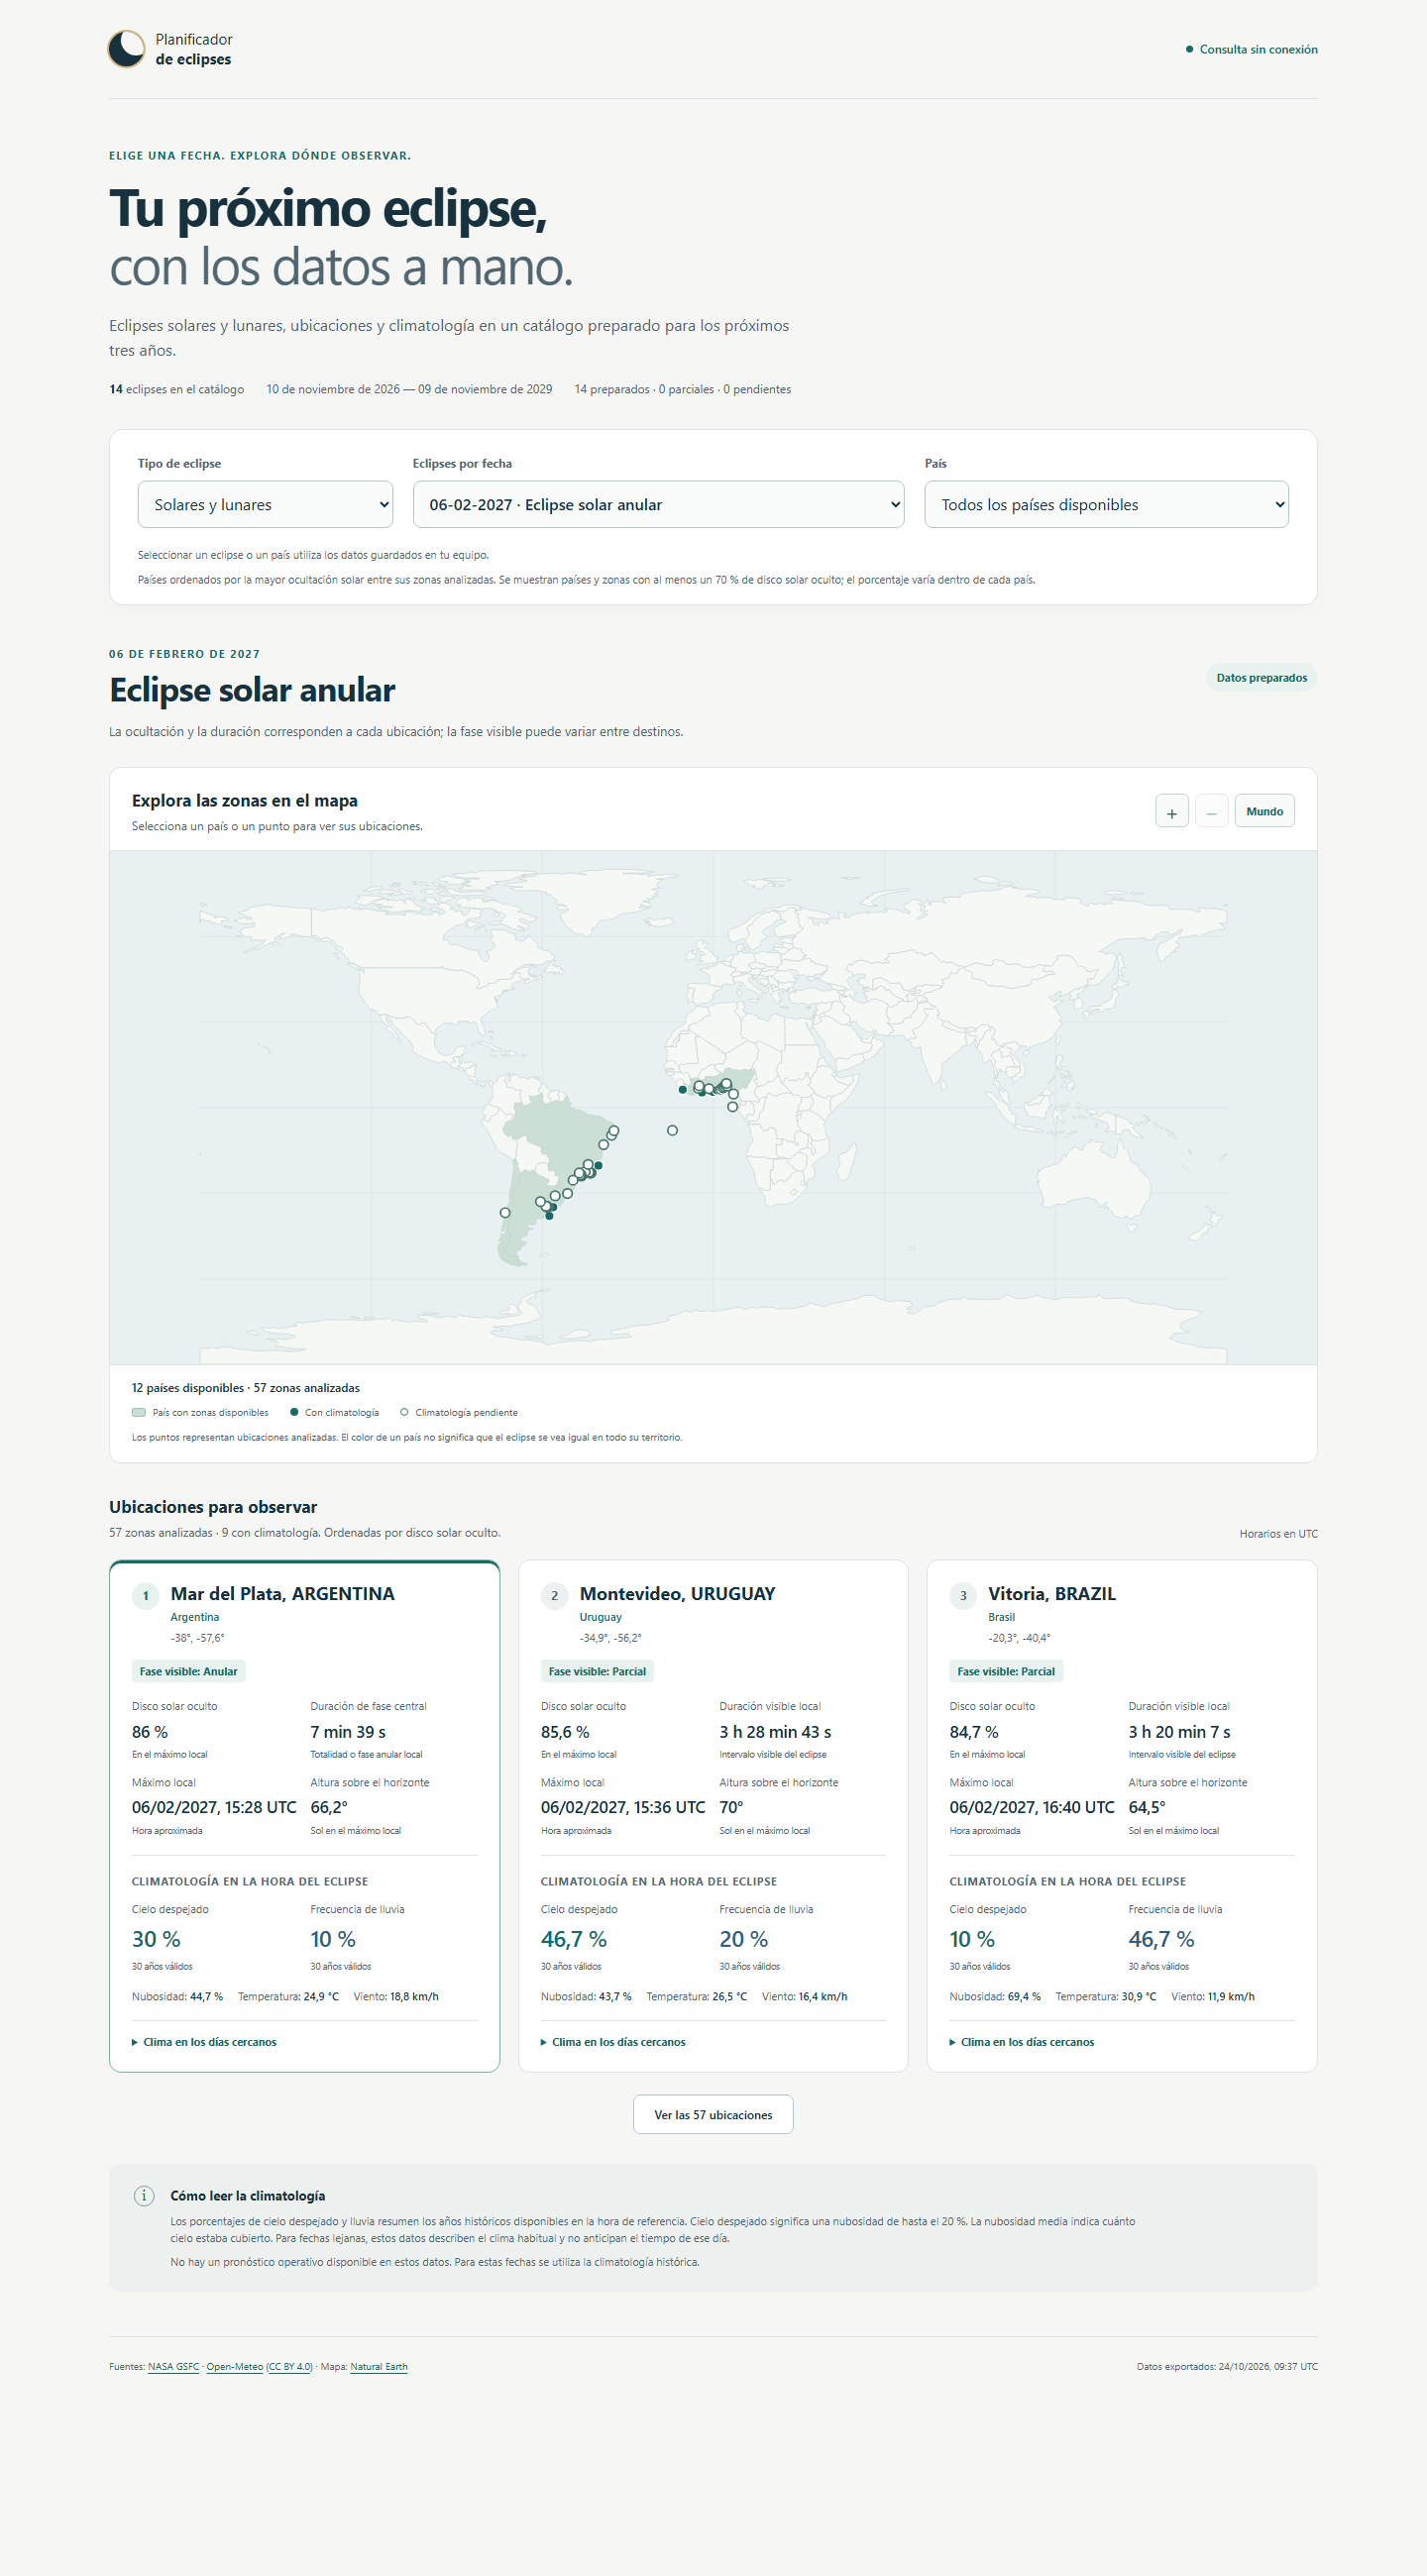 Planificador
de eclipses
Consulta sin conexión
ELIGE UNA FECHA. EXPLORA DÓNDE OBSERVAR.
Tu próximo eclipse,
con los datos a mano.
Eclipses solares y lunares, ubicaciones y climatología en un catálogo preparado para los próximos
tres años.
14 eclipses en el catálogo 10 de noviembre de 2026 — 09 de noviembre de 2029 14 preparados · 0 parciales · 0 pendientes
Tipo de eclipse Eclipses por fecha País
Solares y lunares 06-02-2027 · Eclipse solar anular Todos los países disponibles
Seleccionar un eclipse o un país utiliza los datos guardados en tu equipo.
Países ordenados por la mayor ocultación solar entre sus zonas analizadas. Se muestran países y zonas con al menos un 70 % de disco solar oculto; el porcentaje varía dentro de cada país.
06 DE FEBRERO DE 2027
Eclipse solar anular
Datos preparados
La ocultación y la duración corresponden a cada ubicación; la fase visible puede variar entre destinos.
Explora las zonas en el mapa
Selecciona un país o un punto para ver sus ubicaciones.
+ − Mundo
12 países disponibles · 57 zonas analizadas
País con zonas disponibles Con climatología Climatología pendiente
Los puntos representan ubicaciones analizadas. El color de un país no significa que el eclipse se vea igual en todo su territorio.
Ubicaciones para observar
57 zonas analizadas · 9 con climatología. Ordenadas por disco solar oculto.
Horarios en UTC
1 Mar del Plata, ARGENTINA
Argentina
-38°, -57,6°
Fase visible: Anular
Disco solar oculto Duración de fase central
86 % 7 min 39 s
En el máximo local Totalidad o fase anular local
Máximo local Altura sobre el horizonte
06/02/2027, 15:28 UTC 66,2°
Hora aproximada Sol en el máximo local
CLIMATOLOGÍA EN LA HORA DEL ECLIPSE
Cielo despejado Frecuencia de lluvia
30 % 10 %
30 años válidos 30 años válidos
Nubosidad: 44,7 % Temperatura: 24,9 °C Viento: 18,8 km/h
▶ Clima en los días cercanos
2 Montevideo, URUGUAY
Uruguay
-34,9°, -56,2°
Fase visible: Parcial
Disco solar oculto Duración visible local
85,6 % 3 h 28 min 43 s
En el máximo local Intervalo visible del eclipse
Máximo local Altura sobre el horizonte
06/02/2027, 15:36 UTC 70°
Hora aproximada Sol en el máximo local
CLIMATOLOGÍA EN LA HORA DEL ECLIPSE
Cielo despejado Frecuencia de lluvia
46,7 % 20 %
30 años válidos 30 años válidos
Nubosidad: 43,7 % Temperatura: 26,5 °C Viento: 16,4 km/h
▶ Clima en los días cercanos
3 Vitoria, BRAZIL
Brasil
-20,3°, -40,4°
Fase visible: Parcial
Disco solar oculto Duración visible local
84,7 % 3 h 20 min 7 s
En el máximo local Intervalo visible del eclipse
Máximo local Altura sobre el horizonte
06/02/2027, 16:40 UTC 64,5°
Hora aproximada Sol en el máximo local
CLIMATOLOGÍA EN LA HORA DEL ECLIPSE
Cielo despejado Frecuencia de lluvia
10 % 46,7 %
30 años válidos 30 años válidos
Nubosidad: 69,4 % Temperatura: 30,9 °C Viento: 11,9 km/h
▶ Clima en los días cercanos
Ver las 57 ubicaciones
i Cómo leer la climatología
Los porcentajes de cielo despejado y lluvia resumen los años históricos disponibles en la hora de referencia. Cielo despejado significa una nubosidad de hasta el 20 %. La nubosidad media indica cuánto
cielo estaba cubierto. Para fechas lejanas, estos datos describen el clima habitual y no anticipan el tiempo de ese día.
No hay un pronóstico operativo disponible en estos datos. Para estas fechas se utiliza la climatología histórica.
Fuentes: NASA GSFC · Open-Meteo (CC BY 4.0) · Mapa: Natural Earth
Datos exportados: 24/10/2026, 09:37 UTC